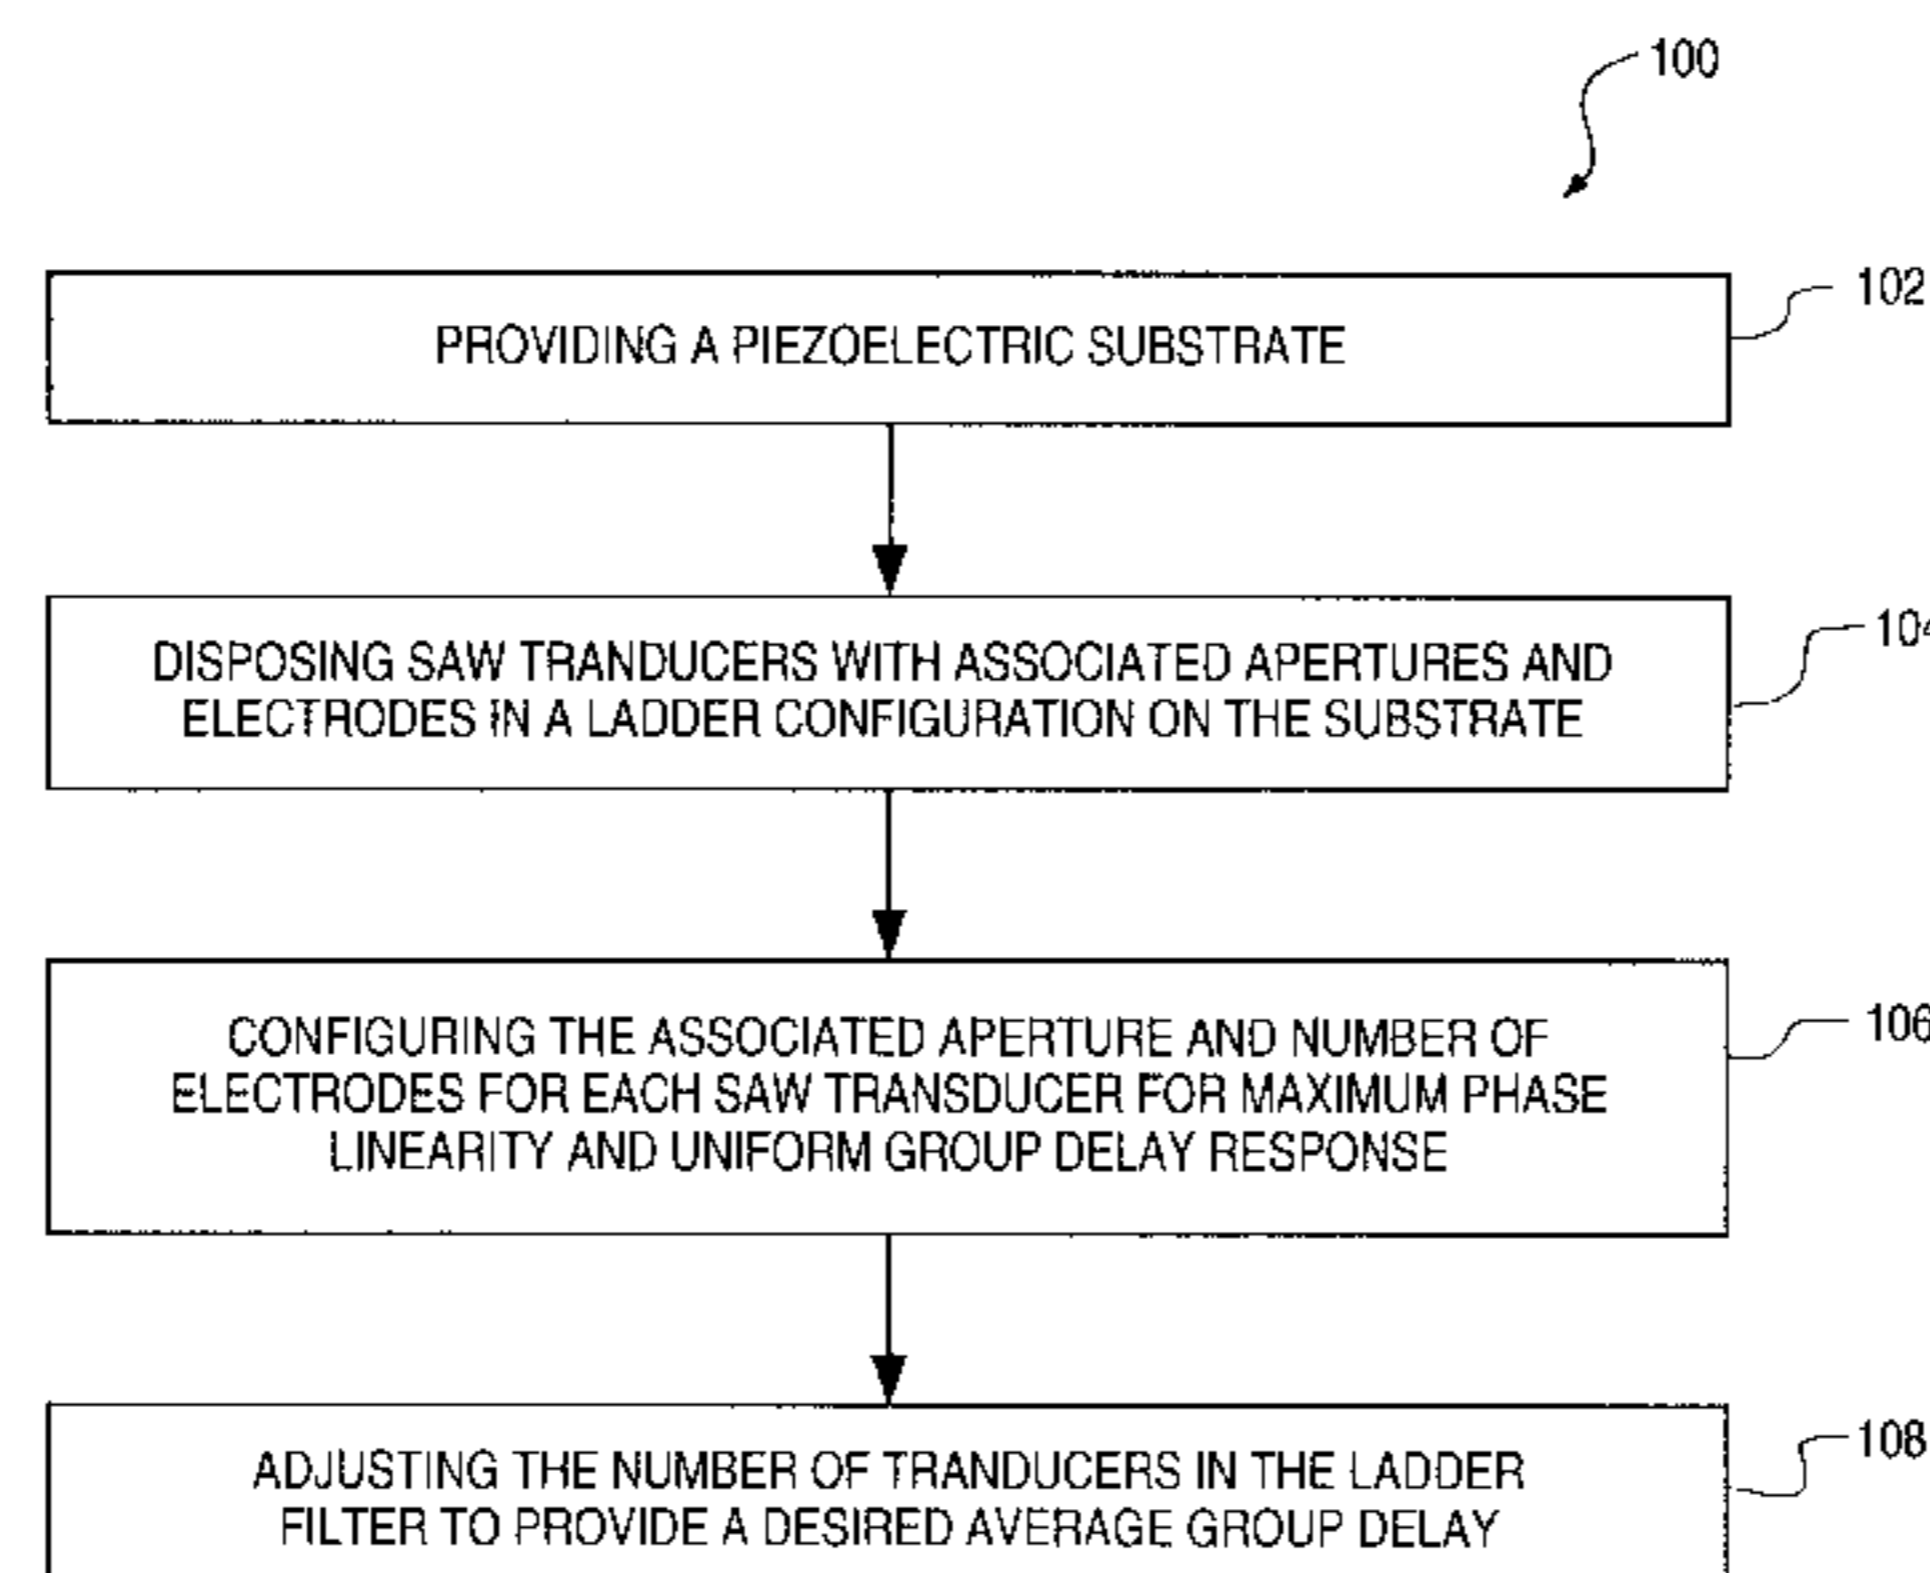 100
PROVIDING A PIEZOELECTRIC SUBSTRATE
102
DISPOSING SAW TRANDUCERS WITH ASSOCIATED APERTURES AND
ELECTRODES IN A LADDER CONFIGURATION ON THE SUBSTRATE
104
CONFIGURING THE ASSOCIATED APERTURE AND NUMBER OF
ELECTRODES FOR EACH SAW TRANSDUCER FOR MAXIMUM PHASE
LINEARITY AND UNIFORM GROUP DELAY RESPONSE
106
ADJUSTING THE NUMBER OF TRANDUCERS IN THE LADDER
FILTER TO PROVIDE A DESIRED AVERAGE GROUP DELAY
108